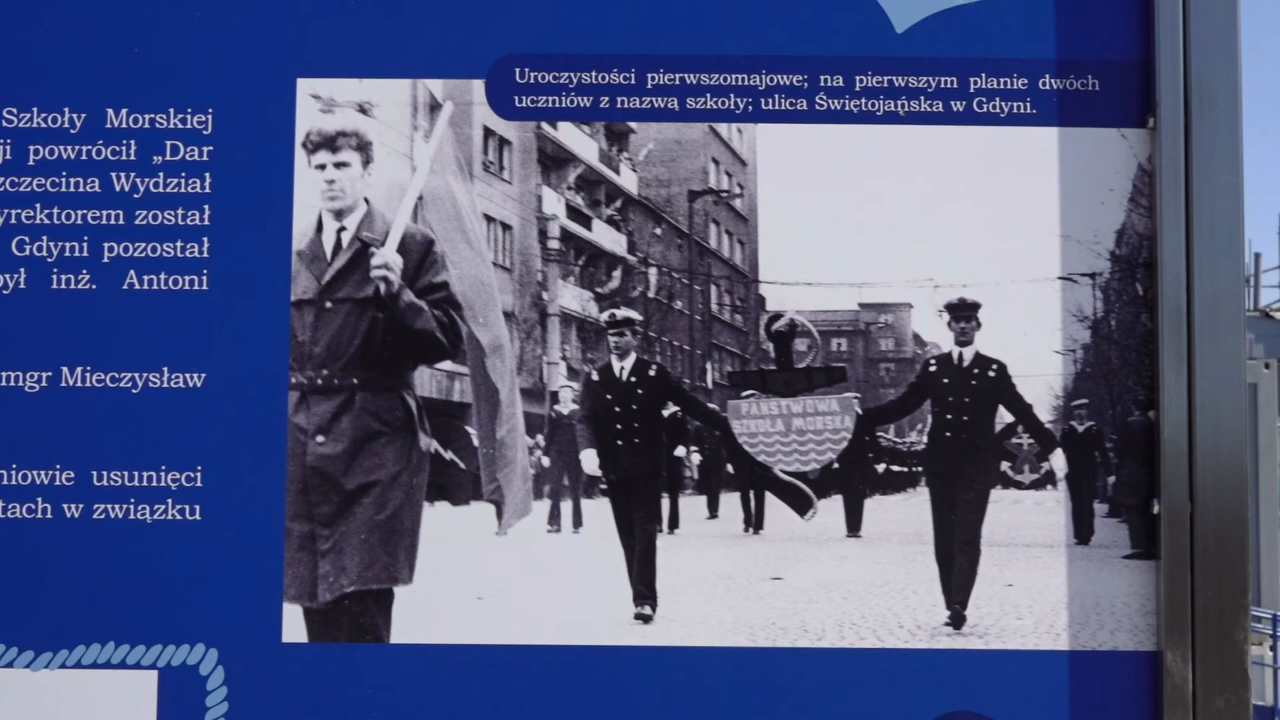 Szkoły Morskiej
ji powrócił „Dar
zczecina Wydział
yrektorem został
Gdyni pozostał
był inż. Antoni
mgr Mieczysław
niowie usunięci
tach w związku
Uroczystości pierwszomajowe; na pierwszym planie dwóch
uczniów z nazwą szkoły; ulica Świętojańska w Gdyni.
PAŃSTWOWA
SZKOŁA MORSKA